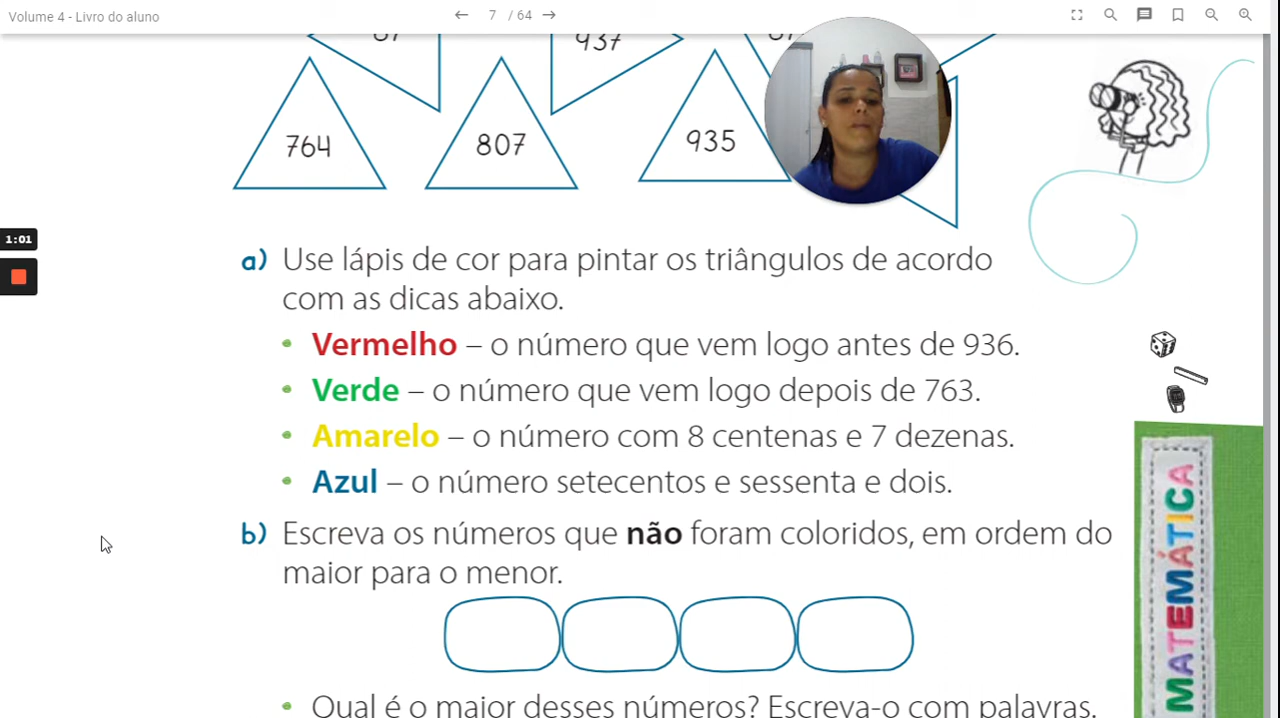 Volume 4 - Livro do aluno
7 / 64
937
764
807
935
1:01
a) Use lápis de cor para pintar os triângulos de acordo
com as dicas abaixo.
• Vermelho – o número que vem logo antes de 936.
• Verde – o número que vem logo depois de 763.
• Amarelo – o número com 8 centenas e 7 dezenas.
• Azul – o número setecentos e sessenta e dois.
b) Escreva os números que não foram coloridos, em ordem do
maior para o menor.
• Qual é o maior desses números? Escreva-o com palavras.
MATEMÁTICA